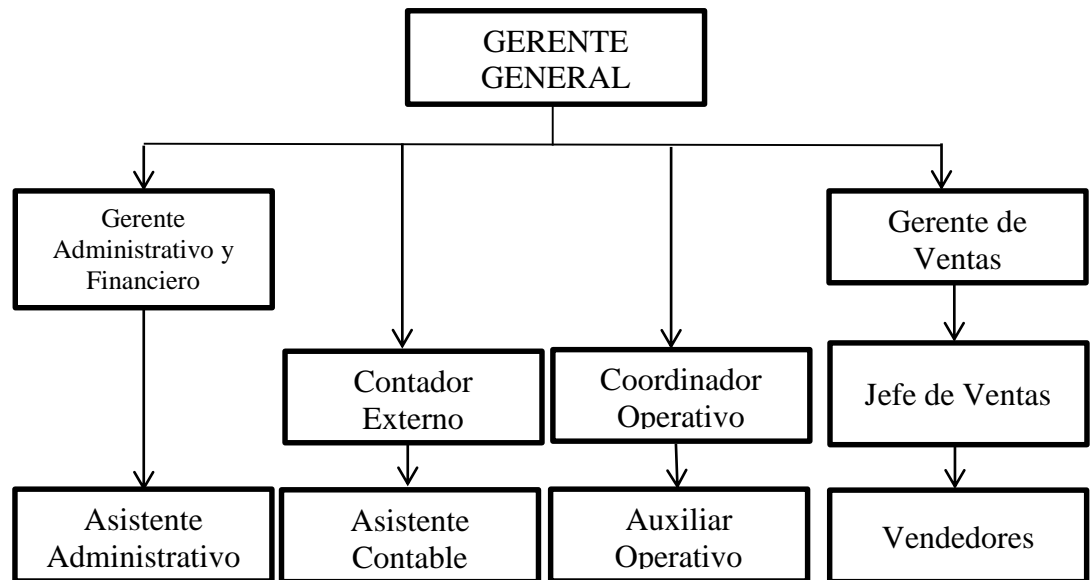 GERENTE
GENERAL
Gerente
Administrativo y
Financiero
Gerente de
Ventas
Contador
Externo
Coordinador
Operativo
Jefe de Ventas
Asistente
Administrativo
Asistente
Contable
Auxiliar
Operativo
Vendedores